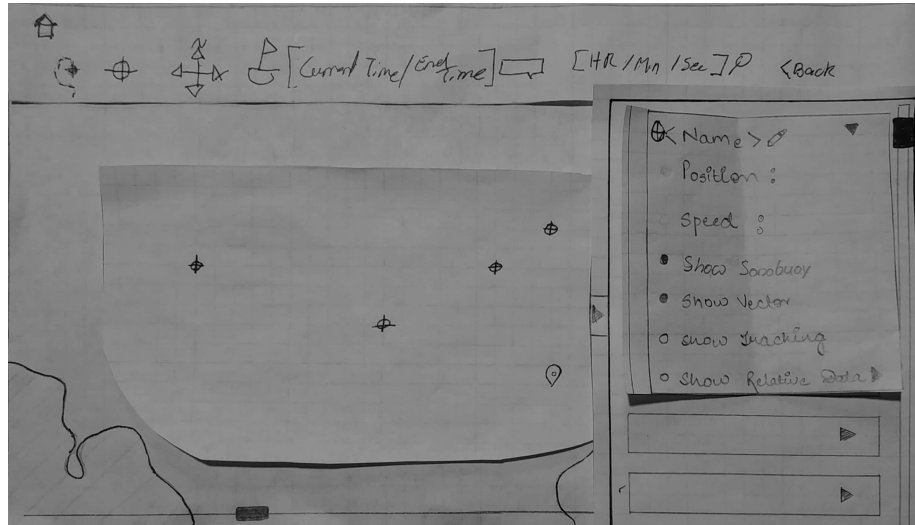 N
[Current Time/End Time] [HR/Min/Sec] <Back
<Name>
Position :
Speed :
Show Sonobuoy
Show Vector
show Tracking
Show Relative Data